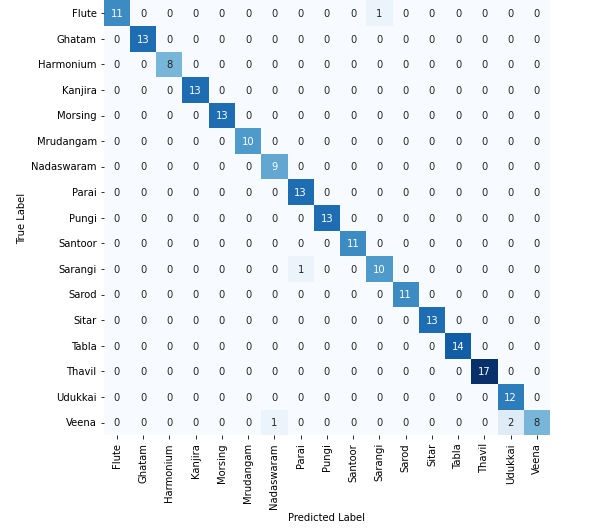 Flute 11 0 0 0 0 0 0 0 0 0 1 0 0 0 0 0 0
Ghatam 0 13 0 0 0 0 0 0 0 0 0 0 0 0 0 0 0
Harmonium 0 0 8 0 0 0 0 0 0 0 0 0 0 0 0 0 0
Kanjira 0 0 0 13 0 0 0 0 0 0 0 0 0 0 0 0 0
Morsing 0 0 0 0 13 0 0 0 0 0 0 0 0 0 0 0 0
Mrudangam 0 0 0 0 0 10 0 0 0 0 0 0 0 0 0 0 0
Nadaswaram 0 0 0 0 0 0 9 0 0 0 0 0 0 0 0 0 0
Parai 0 0 0 0 0 0 0 13 0 0 0 0 0 0 0 0 0
Pungi 0 0 0 0 0 0 0 0 13 0 0 0 0 0 0 0 0
Santoor 0 0 0 0 0 0 0 0 0 11 0 0 0 0 0 0 0
Sarangi 0 0 0 0 0 0 0 1 0 0 10 0 0 0 0 0 0
Sarod 0 0 0 0 0 0 0 0 0 0 0 11 0 0 0 0 0
Sitar 0 0 0 0 0 0 0 0 0 0 0 0 13 0 0 0 0
Tabla 0 0 0 0 0 0 0 0 0 0 0 0 0 14 0 0 0
Thavil 0 0 0 0 0 0 0 0 0 0 0 0 0 0 17 0 0
Udukkai 0 0 0 0 0 0 0 0 0 0 0 0 0 0 0 12 0
Veena 0 0 0 0 0 0 1 0 0 0 0 0 0 0 0 2 8
True Label
Flute Ghatam Harmonium Kanjira Morsing Mrudangam Nadaswaram Parai Pungi Santoor Sarangi Sarod Sitar Tabla Thavil Udukkai Veena
Predicted Label